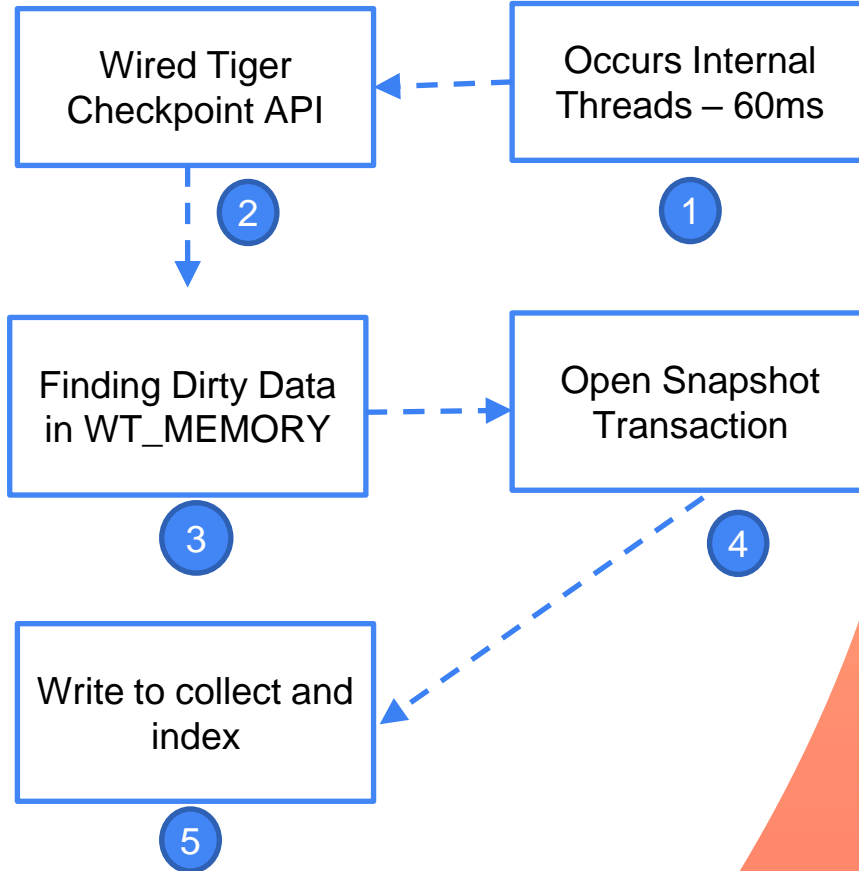 Wired Tiger
Checkpoint API
2
Occurs Internal
Threads – 60ms
1
Finding Dirty Data
in WT_MEMORY
3
Open Snapshot
Transaction
4
Write to collect and
index
5